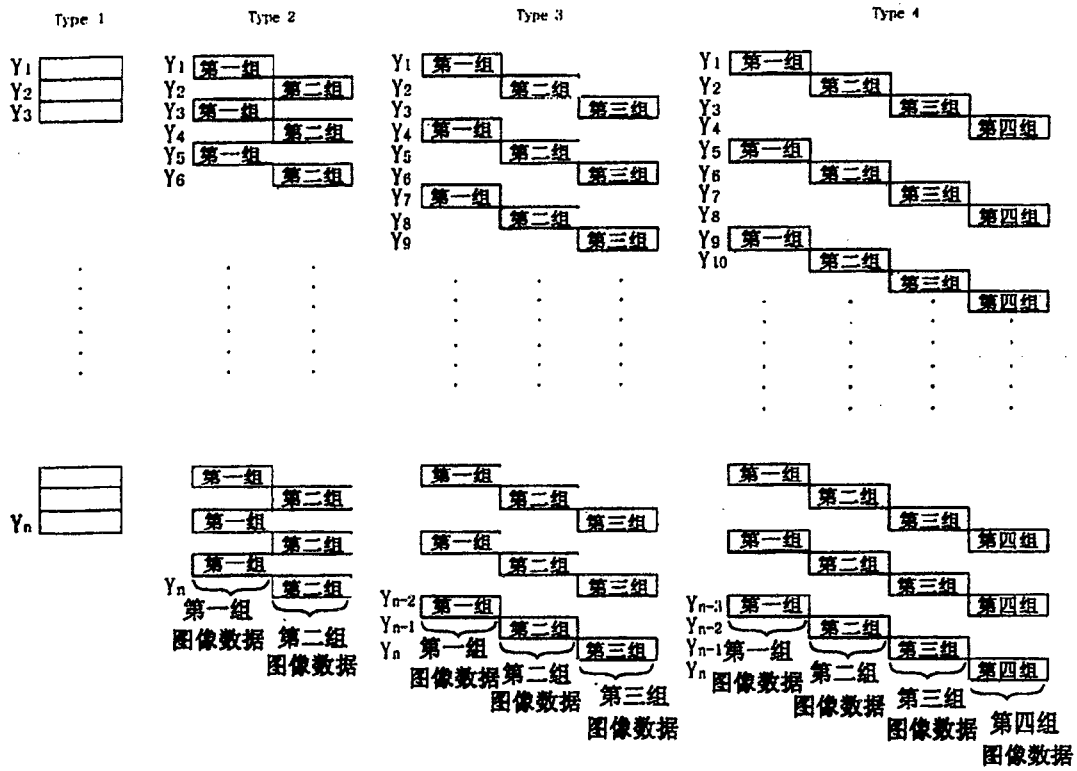 Type 1 Type 2 Type 3 Type 4
Y1 Y1 第一组 Y1 第一组 Y1 第一组
Y2 Y2 第二组 Y2 第二组 Y2 第二组
Y3 Y3 第一组 Y3 第三组 Y3 第三组
Y4 第二组 Y4 第一组 Y4 第四组
Y5 第一组 Y5 第二组 Y5 第一组
Y6 第二组 Y6 第三组 Y6 第二组
Y7 第一组 Y7 第三组
Y8 第二组 Y8 第四组
Y9 第三组 Y9 第一组
Y10 第二组
第三组
第四组
第一组 第一组 第一组
第二组 第二组 第二组
第一组 第三组 第三组
第二组 第一组 第四组
Yn 第一组 第二组 第一组
Yn 第二组 第三组 第二组
第三组
第四组
Yn-2 第一组 Yn-3 第一组
Yn-1 第二组 Yn-2 第二组
Yn 第三组 Yn-1 第三组
Yn 第四组
第一组
图像数据
第二组
图像数据
第一组
图像数据
第二组
图像数据
第三组
图像数据
第一组
图像数据
第二组
图像数据
第三组
图像数据
第四组
图像数据